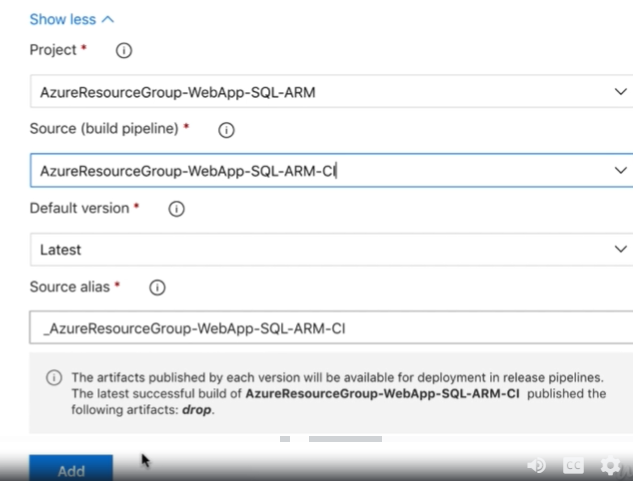 Show less
Project *
AzureResourceGroup-WebApp-SQL-ARM
Source (build pipeline) *
AzureResourceGroup-WebApp-SQL-ARM-CI
Default version *
Latest
Source alias *
_AzureResourceGroup-WebApp-SQL-ARM-CI
The artifacts published by each version will be available for deployment in release pipelines.
The latest successful build of AzureResourceGroup-WebApp-SQL-ARM-CI published the
following artifacts: drop.
Add
CC